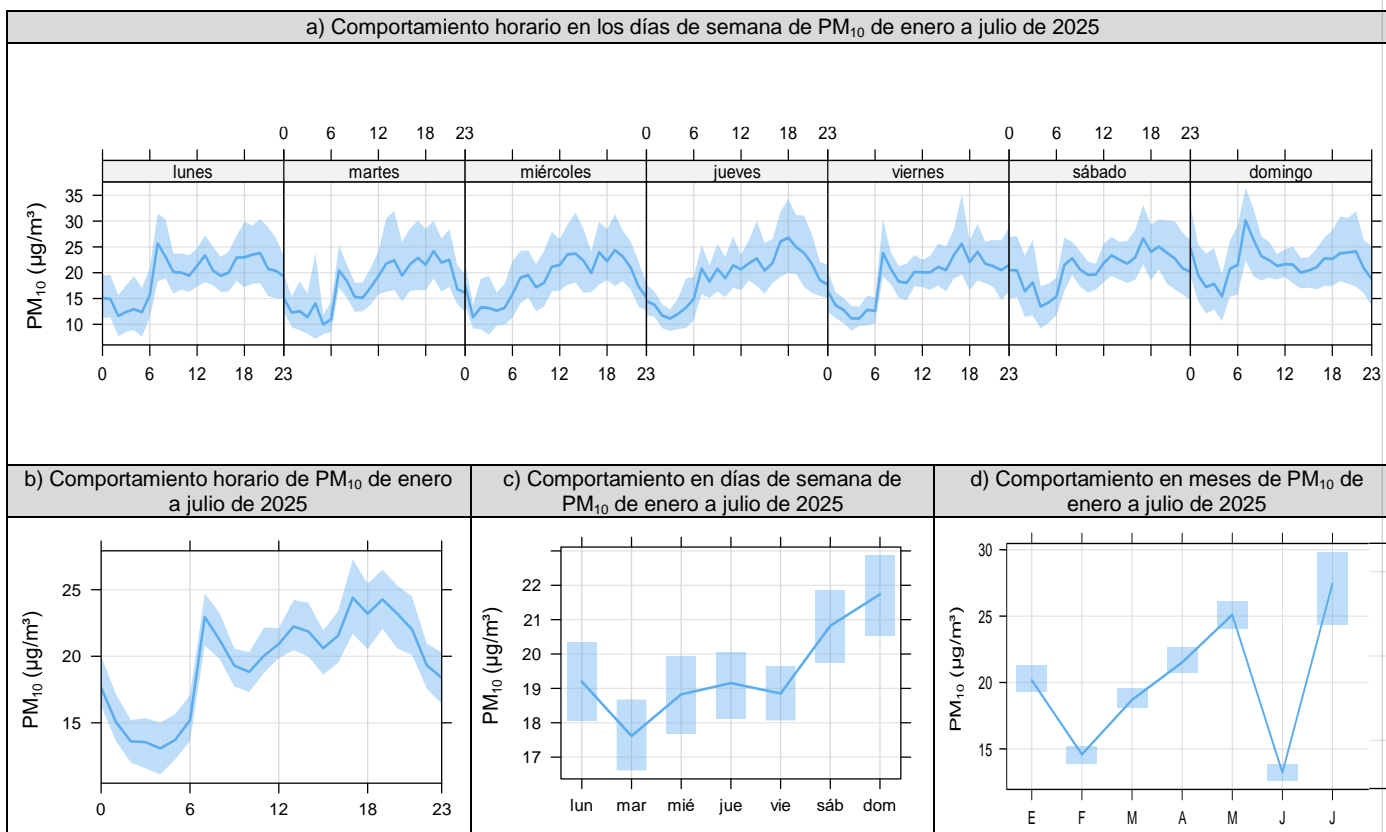 a) Comportamiento horario en los días de semana de PM₁₀ de enero a julio de 2025
0 6 12 18 23 0 6 12 18 23 0 6 12 18 23
lunes martes miércoles jueves viernes sábado domingo
PM₁₀ (µg/m³)
35
30
25
20
15
10
0 6 12 18 23 0 6 12 18 23 0 6 12 18 23 0 6 12 18 23
b) Comportamiento horario de PM₁₀ de enero
a julio de 2025
PM₁₀ (µg/m³)
25
20
15
0 6 12 18 23
c) Comportamiento en días de semana de
PM₁₀ de enero a julio de 2025
PM₁₀ (µg/m³)
22
21
20
19
18
17
lun mar mié jue vie sáb dom
d) Comportamiento en meses de PM₁₀ de
enero a julio de 2025
PM₁₀ (µg/m³)
30
25
20
15
E F M A M J J